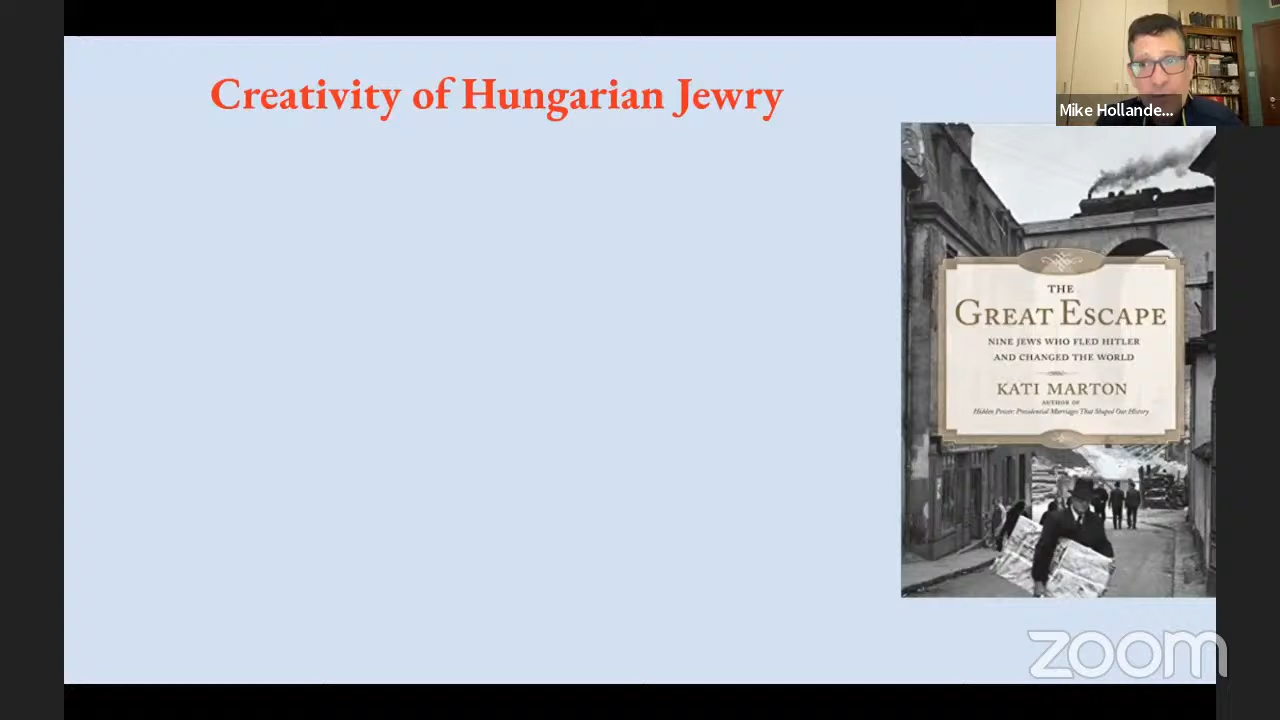 Creativity of Hungarian Jewry
Mike Hollande...
THE
GREAT ESCAPE
NINE JEWS WHO FLED HITLER
AND CHANGED THE WORLD
KATI MARTON
AUTHOR OF
Hidden Power: Presidential Marriages That Shaped Our History
zoom